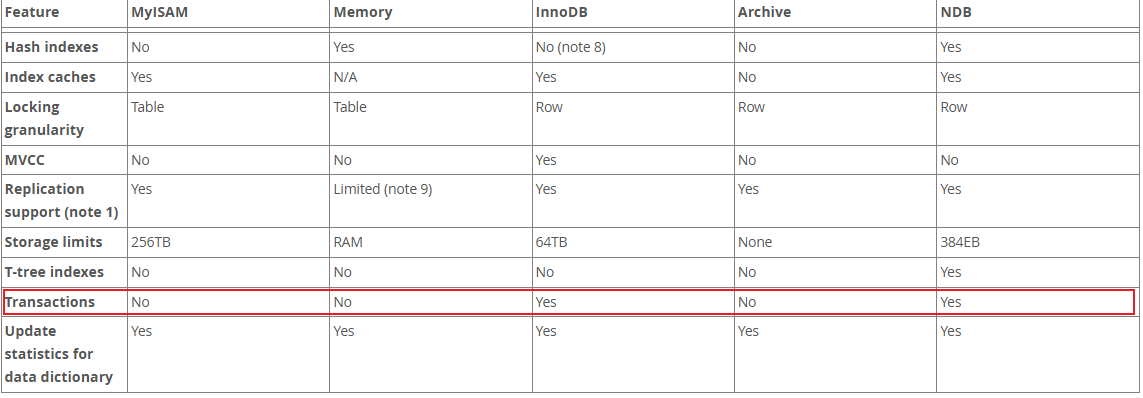 Feature MyISAM Memory InnoDB Archive NDB
Hash indexes No Yes No (note 8) No Yes
Index caches Yes N/A Yes No Yes
Locking Table Table Row Row Row
granularity
MVCC No No Yes No No
Replication Yes Limited (note 9) Yes Yes Yes
support (note 1)
Storage limits 256TB RAM 64TB None 384EB
T-tree indexes No No No No Yes
Transactions No No Yes No Yes
Update Yes Yes Yes Yes Yes
statistics for
data dictionary